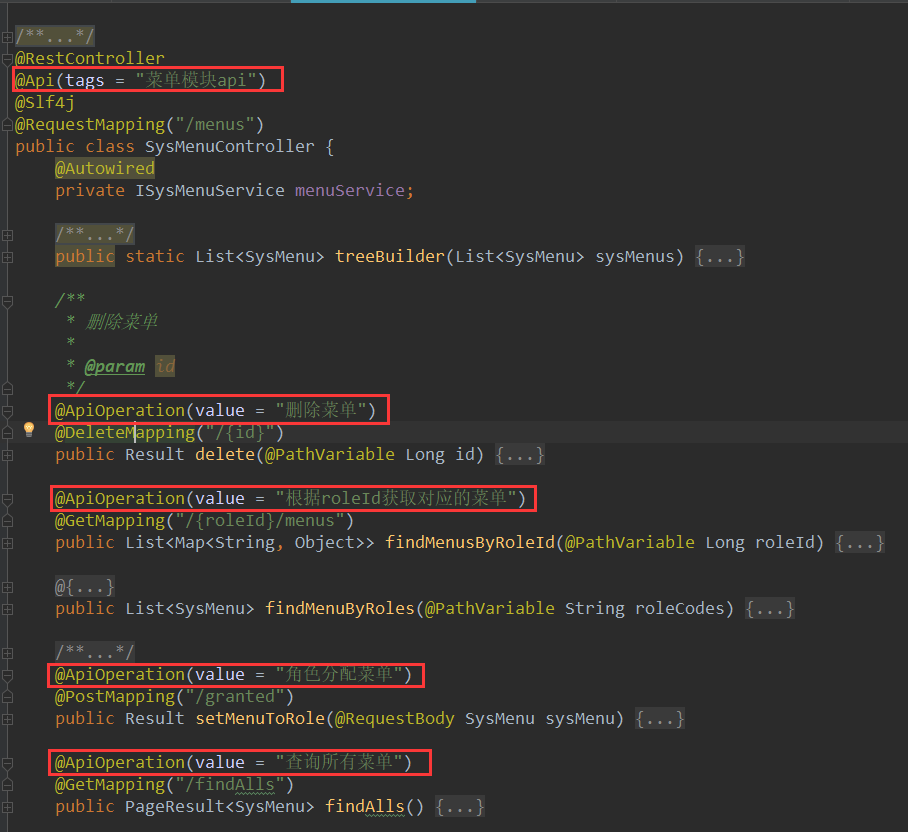 /**...*/
@RestController
@Api(tags = "菜单模块api")
@Slf4j
@RequestMapping("/menus")
public class SysMenuController {
@Autowired
private ISysMenuService menuService;
/**...*/
public static List<SysMenu> treeBuilder(List<SysMenu> sysMenus) {...}
/**
* 删除菜单
*
* @param id
*/
@ApiOperation(value = "删除菜单")
@DeleteMapping("/{id}")
public Result delete(@PathVariable Long id) {...}
@ApiOperation(value = "根据roleId获取对应的菜单")
@GetMapping("/{roleId}/menus")
public List<Map<String, Object>> findMenusByRoleId(@PathVariable Long roleId) {...}
@{...}
public List<SysMenu> findMenuByRoles(@PathVariable String roleCodes) {...}
/**...*/
@ApiOperation(value = "角色分配菜单")
@PostMapping("/granted")
public Result setMenuToRole(@RequestBody SysMenu sysMenu) {...}
@ApiOperation(value = "查询所有菜单")
@GetMapping("/findAlls")
public PageResult<SysMenu> findAlls() {...}